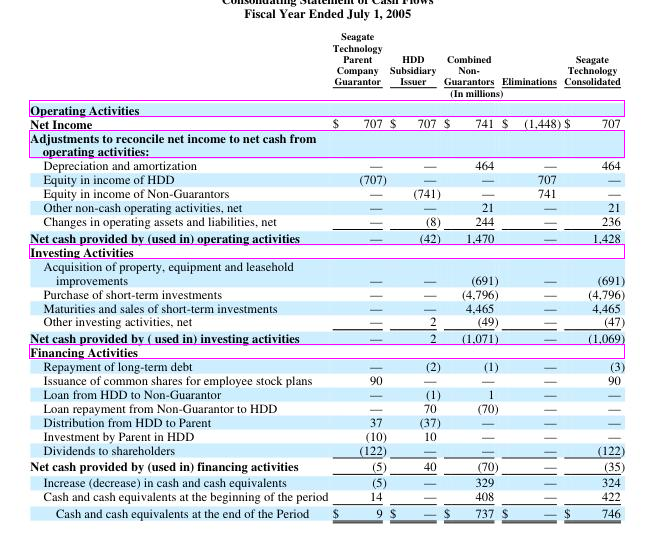 Consolidating Statement of Cash Flows
Fiscal Year Ended July 1, 2005
Seagate
Technology
Parent HDD Combined Seagate
Company Subsidiary Non- Technology
Guarantor Issuer Guarantors Eliminations Consolidated
(In millions)
Operating Activities
Net Income $ 707 $ 707 $ 741 $ (1,448) $ 707
Adjustments to reconcile net income to net cash from
operating activities:
Depreciation and amortization — — 464 — 464
Equity in income of HDD (707) — — 707 —
Equity in income of Non-Guarantors — (741) — 741 —
Other non-cash operating activities, net — — 21 — 21
Changes in operating assets and liabilities, net — (8) 244 — 236
Net cash provided by (used in) operating activities — (42) 1,470 — 1,428
Investing Activities
Acquisition of property, equipment and leasehold
improvements — — (691) — (691)
Purchase of short-term investments — — (4,796) — (4,796)
Maturities and sales of short-term investments — — 4,465 — 4,465
Other investing activities, net — 2 (49) — (47)
Net cash provided by ( used in) investing activities — 2 (1,071) — (1,069)
Financing Activities
Repayment of long-term debt — (2) (1) — (3)
Issuance of common shares for employee stock plans 90 — — — 90
Loan from HDD to Non-Guarantor — (1) 1 — —
Loan repayment from Non-Guarantor to HDD — 70 (70) — —
Distribution from HDD to Parent 37 (37) — — —
Investment by Parent in HDD (10) 10 — — —
Dividends to shareholders (122) — — — (122)
Net cash provided by (used in) financing activities (5) 40 (70) — (35)
Increase (decrease) in cash and cash equivalents (5) — 329 — 324
Cash and cash equivalents at the beginning of the period 14 — 408 — 422
Cash and cash equivalents at the end of the Period $ 9 $ — $ 737 $ — $ 746